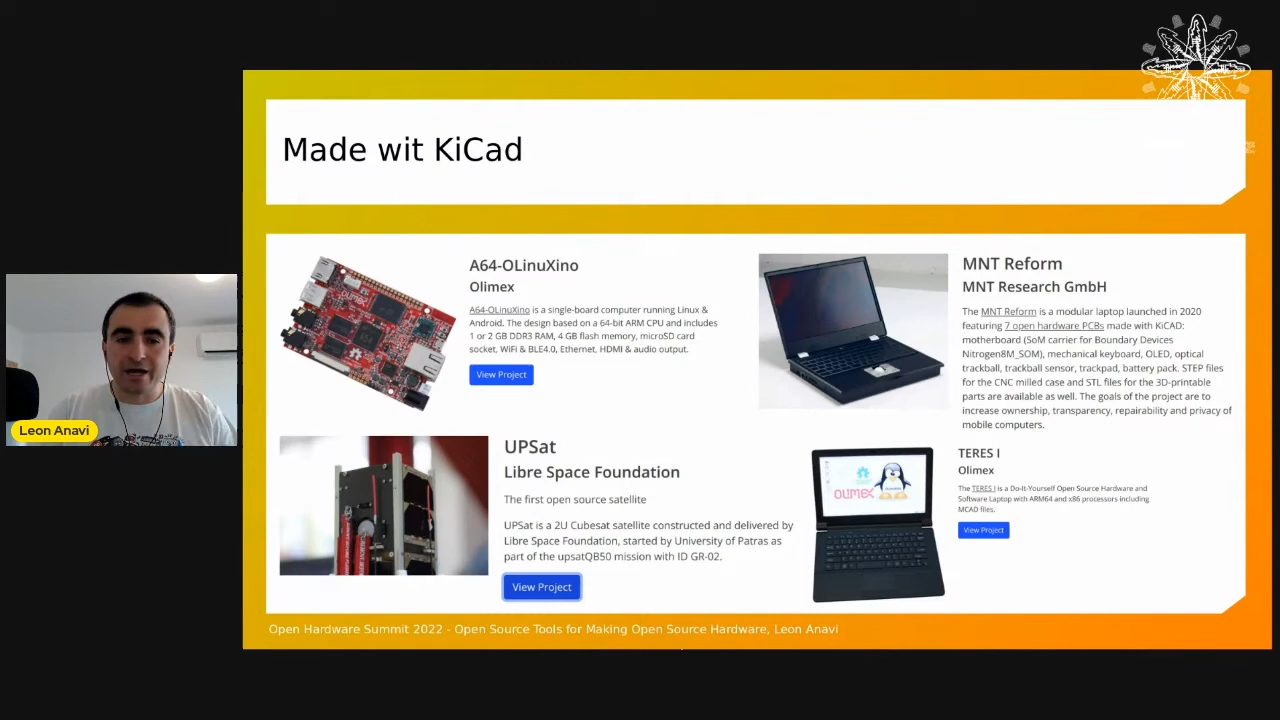 Made wit KiCad
A64-OLinuXino
Olimex
A64-OLinuXino is a single-board computer running Linux &
Android. The design based on a 64-bit ARM CPU and includes
1 or 2 GB DDR3 RAM, 4 GB flash memory, microSD card
socket, WiFi & BLE4.0, Ethernet, HDMI & audio output.
View Project
MNT Reform
MNT Research GmbH
The MNT Reform is a modular laptop launched in 2020
featuring 7 open hardware PCBs made with KiCAD:
motherboard (SoM carrier for Boundary Devices
Nitrogen8M_SOM), mechanical keyboard, OLED, optical
trackball, trackball sensor, trackpad, battery pack. STEP files
for the CNC milled case and STL files for the 3D-printable
parts are available as well. The goals of the project are to
increase ownership, transparency, repairability and privacy of
mobile computers.
UPSat
Libre Space Foundation
The first open source satellite
UPSat is a 2U Cubesat satellite constructed and delivered by
Libre Space Foundation, started by University of Patras as
part of the upsatQB50 mission with ID GR-02.
View Project
OLIMEX
TERES I
Olimex
The TERES I is a Do-It-Yourself Open Source Hardware and
Software Laptop with ARM64 and x86 processors including
MCAD files.
View Project
Leon Anavi
Open Hardware Summit 2022 - Open Source Tools for Making Open Source Hardware, Leon Anavi